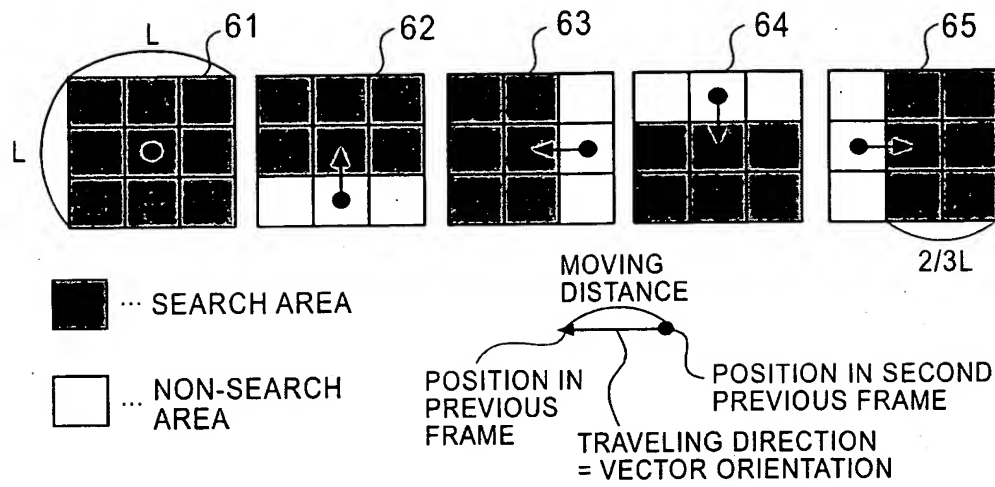 61
62
63
64
65
L
L
2/3L
... SEARCH AREA
... NON-SEARCH
AREA
MOVING
DISTANCE
POSITION IN
PREVIOUS
FRAME
POSITION IN SECOND
PREVIOUS FRAME
TRAVELING DIRECTION
= VECTOR ORIENTATION